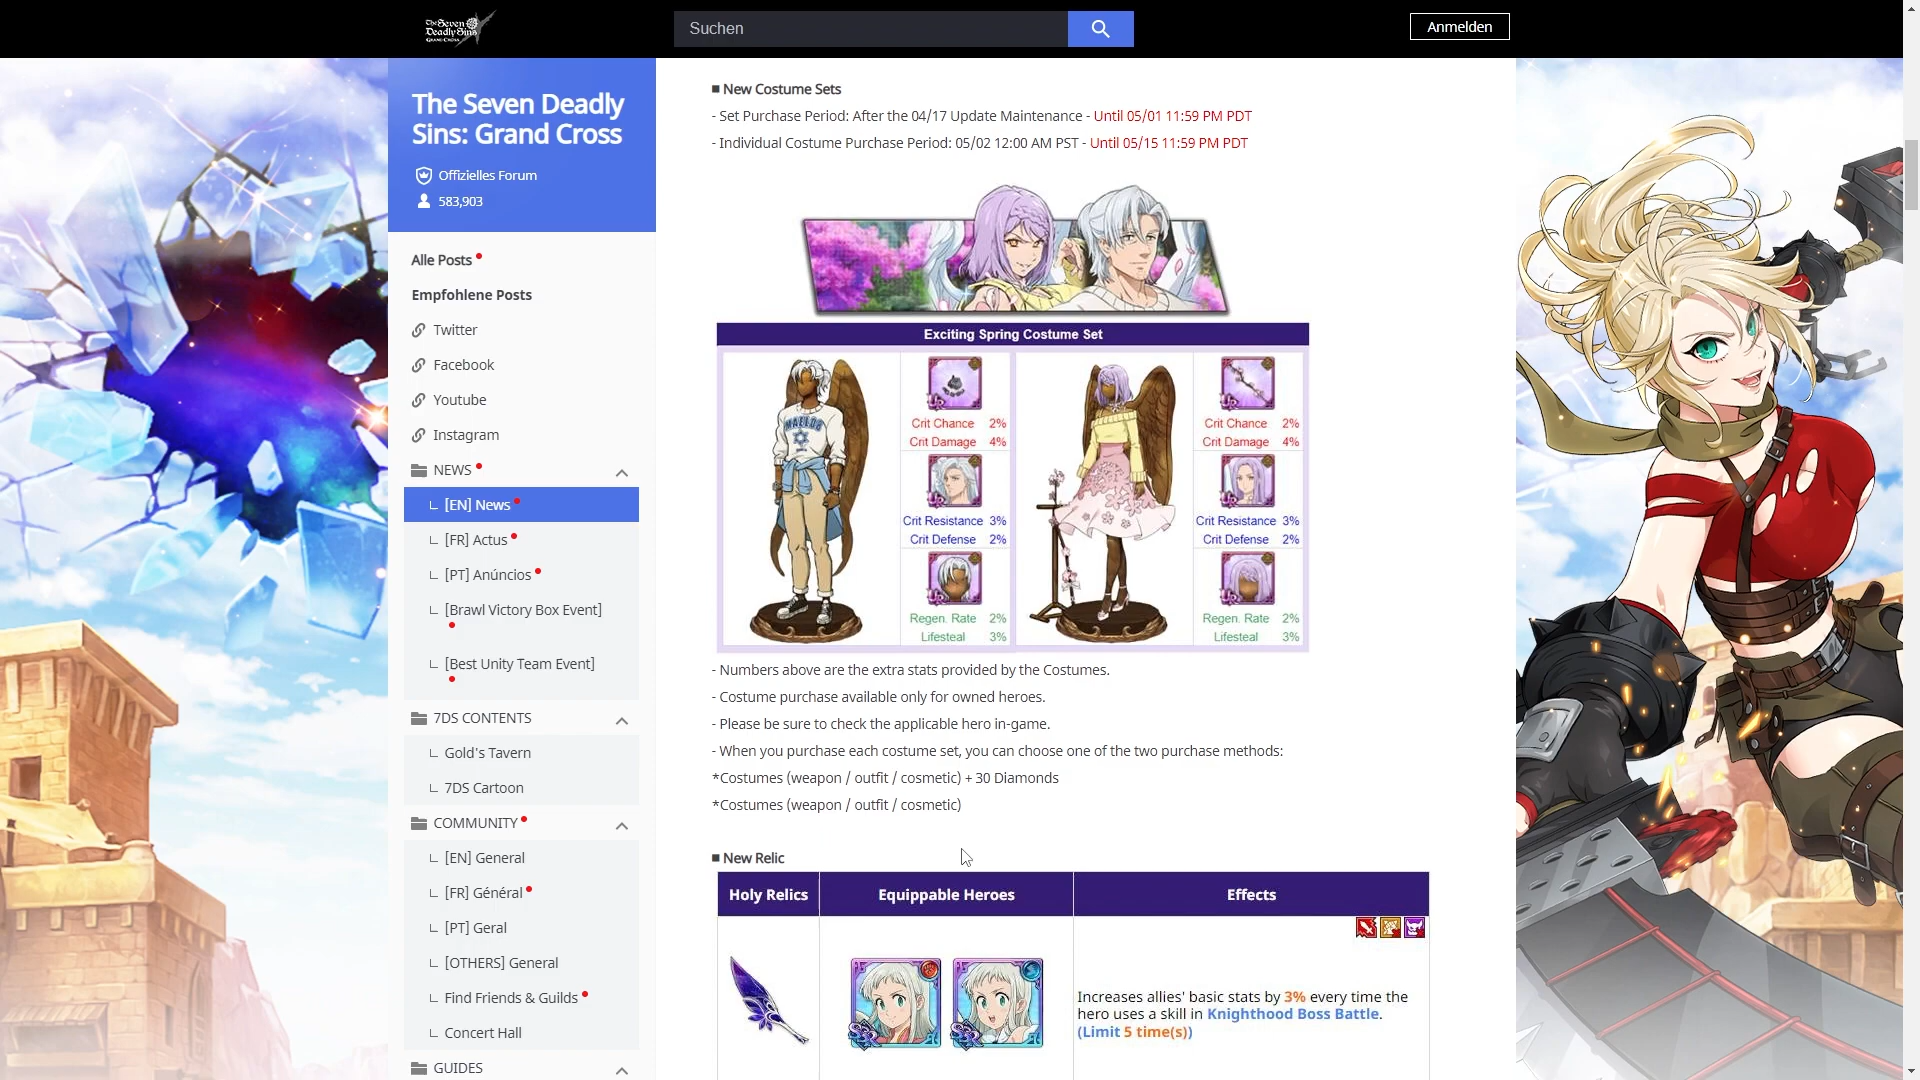 The Seven
Deadly Sins
GRAND CROSS
Suchen
Anmelden
The Seven Deadly
Sins: Grand Cross
Offizielles Forum
583,903
Alle Posts
Empfohlene Posts
Twitter
Facebook
Youtube
Instagram
NEWS
[EN] News
[FR] Actus
[PT] Anúncios
[Brawl Victory Box Event]
[Best Unity Team Event]
7DS CONTENTS
Gold's Tavern
7DS Cartoon
COMMUNITY
[EN] General
[FR] Général
[PT] Geral
[OTHERS] General
Find Friends & Guilds
Concert Hall
GUIDES
■ New Costume Sets
- Set Purchase Period: After the 04/17 Update Maintenance - Until 05/01 11:59 PM PDT
- Individual Costume Purchase Period: 05/02 12:00 AM PST - Until 05/15 11:59 PM PDT
Exciting Spring Costume Set
MAELOR
Crit Chance 2%
Crit Damage 4%
Crit Resistance 3%
Crit Defense 2%
Regen. Rate 2%
Lifesteal 3%
Crit Chance 2%
Crit Damage 4%
Crit Resistance 3%
Crit Defense 2%
Regen. Rate 2%
Lifesteal 3%
- Numbers above are the extra stats provided by the Costumes.
- Costume purchase available only for owned heroes.
- Please be sure to check the applicable hero in-game.
- When you purchase each costume set, you can choose one of the two purchase methods:
*Costumes (weapon / outfit / cosmetic) + 30 Diamonds
*Costumes (weapon / outfit / cosmetic)
■ New Relic
Holy Relics Equippable Heroes Effects
Increases allies' basic stats by 3% every time the
hero uses a skill in Knighthood Boss Battle.
(Limit 5 time(s))